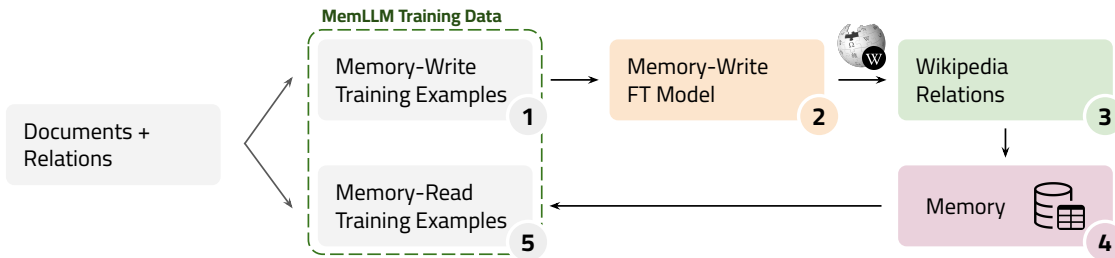 MemLLM Training Data
Documents +
Relations
Memory-Write
Training Examples
1
Memory-Write
FT Model
2
W
Wikipedia
Relations
3
Memory
4
Memory-Read
Training Examples
5